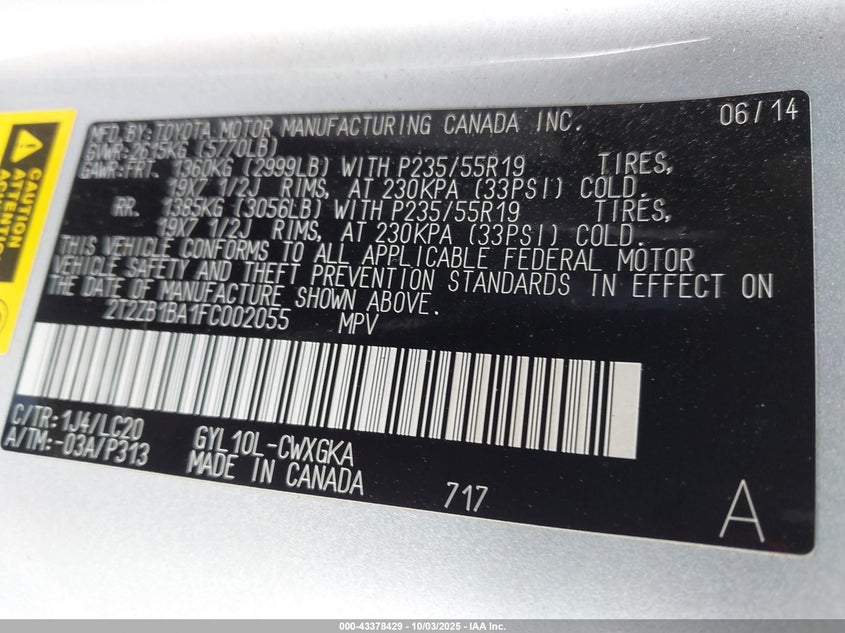 MFD. BY: TOYOTA MOTOR MANUFACTURING CANADA INC. 06/14
GVWR: 2615KG (5770LB)
GAWR: FRT. 1360KG (2999LB) WITH P235/55R19 TIRES,
19X7 1/2J RIMS, AT 230KPA (33PSI) COLD.
RR. 1385KG (3056LB) WITH P235/55R19 TIRES,
19X7 1/2J RIMS, AT 230KPA (33PSI) COLD.
THIS VEHICLE CONFORMS TO ALL APPLICABLE FEDERAL MOTOR
VEHICLE SAFETY AND THEFT PREVENTION STANDARDS IN EFFECT ON
THE DATE OF MANUFACTURE SHOWN ABOVE.
2T2ZB1BA1FC002055 MPV
C/TR: 1J4/LC20
A/TM: -03A/P313
GYL10L-CWXGKA
MADE IN CANADA
717
A
CAUTION
ATTENTION
000-43378429 - 10/03/2025 - IAA Inc.